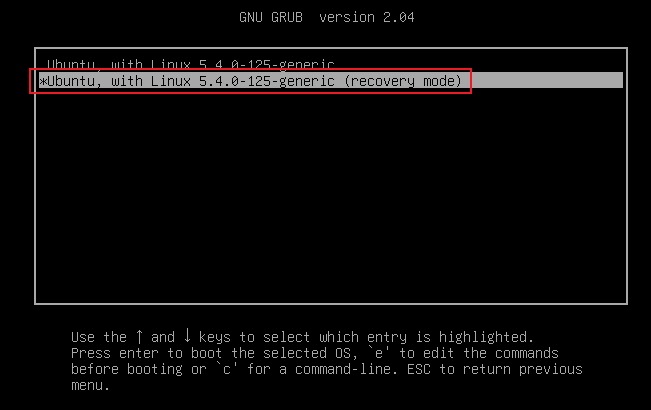 GNU GRUB  version 2.04
Ubuntu, with Linux 5.4.0-125-generic
*Ubuntu, with Linux 5.4.0-125-generic (recovery mode)
Use the ↑ and ↓ keys to select which entry is highlighted.
Press enter to boot the selected OS, `e' to edit the commands
before booting or `c' for a command-line. ESC to return previous
menu.